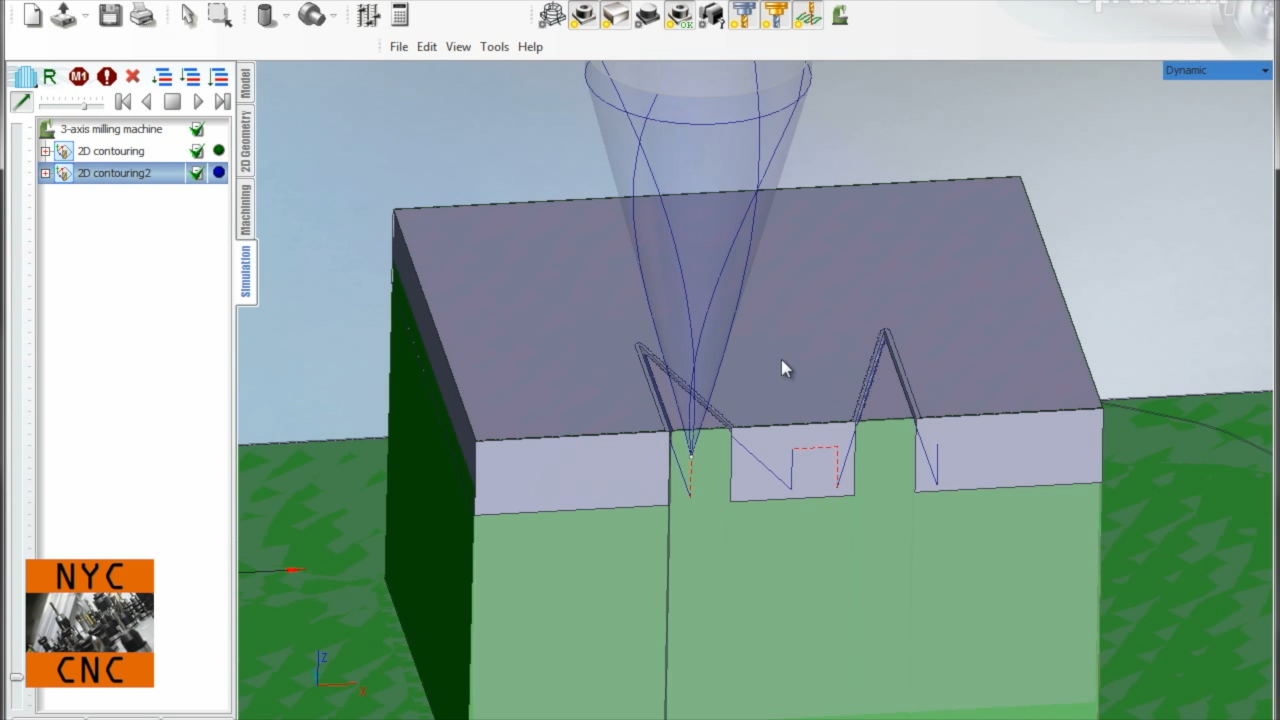 OK
File Edit View Tools Help
Dynamic
R M1
Model
2D Geometry
Machining
Simulation
3-axis milling machine
2D contouring
2D contouring2
NYC
CNC
Z
X